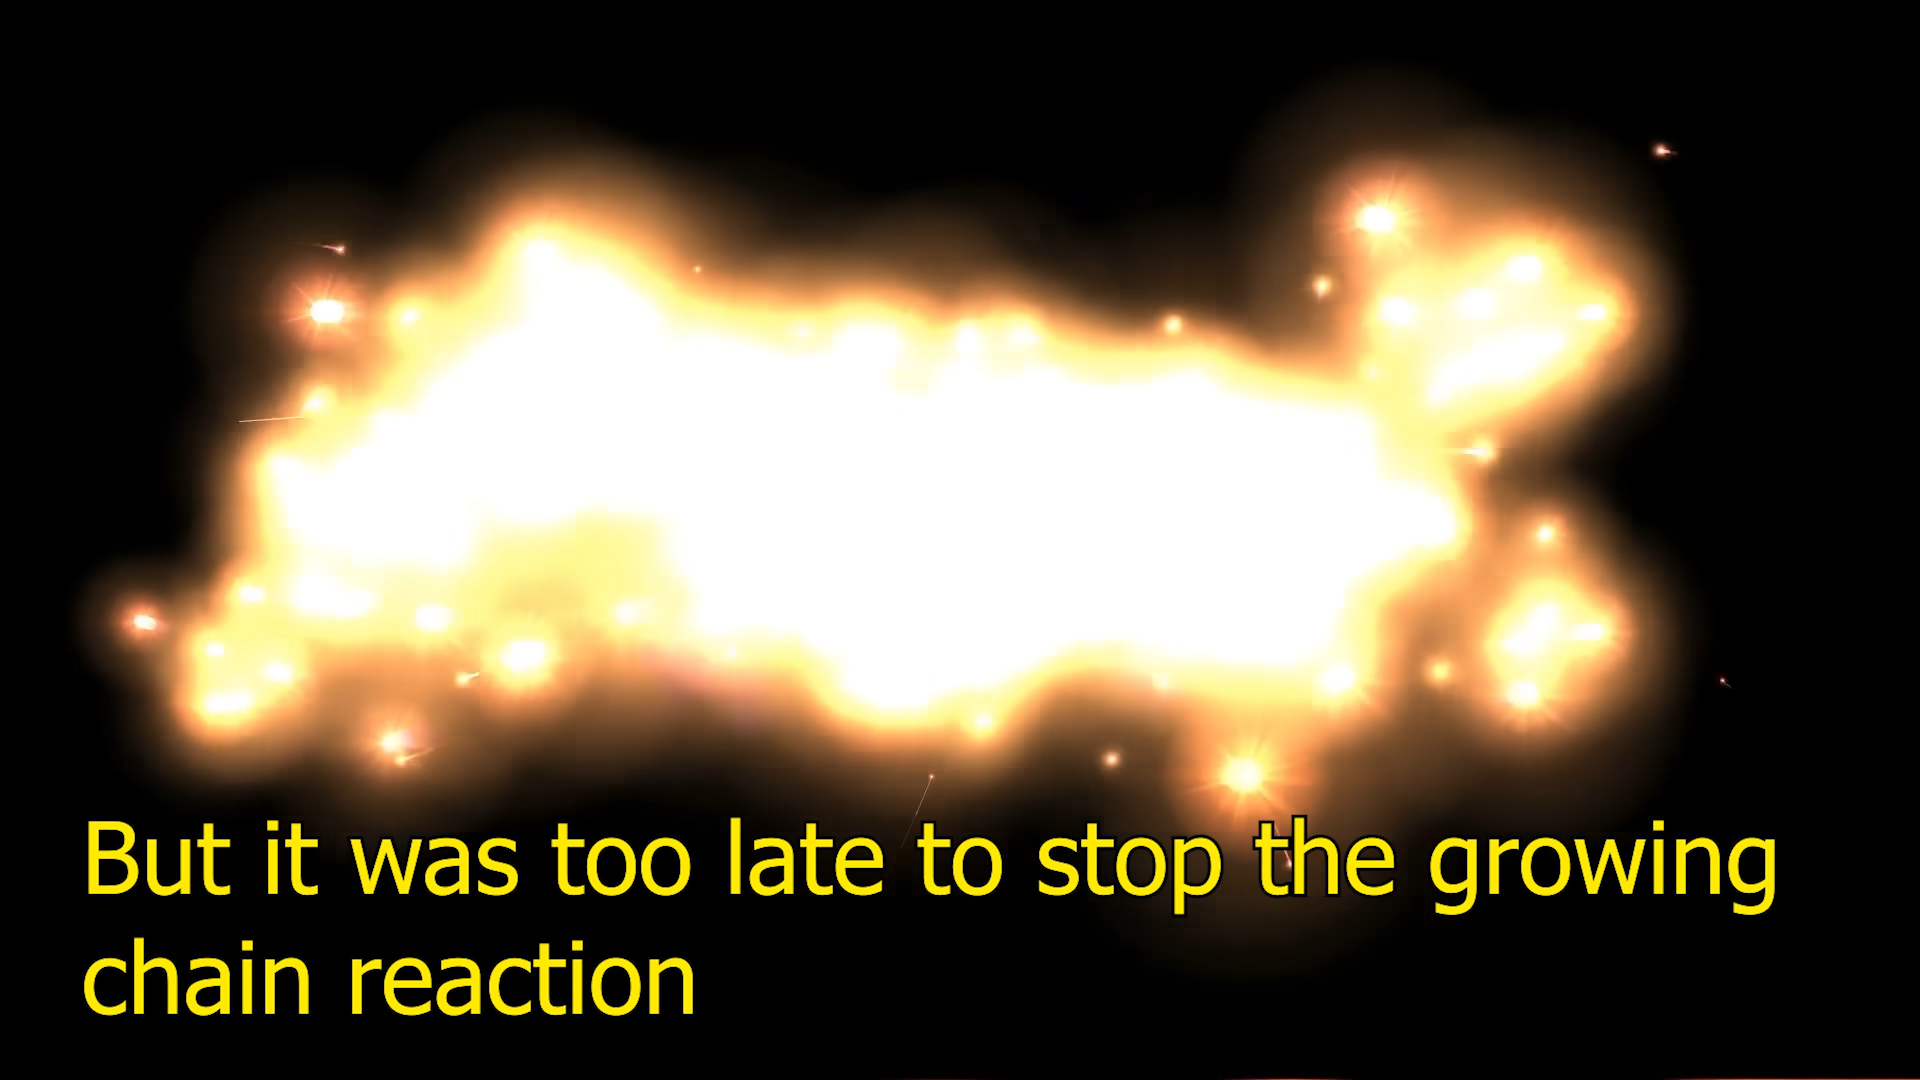 But it was too late to stop the growing
chain reaction